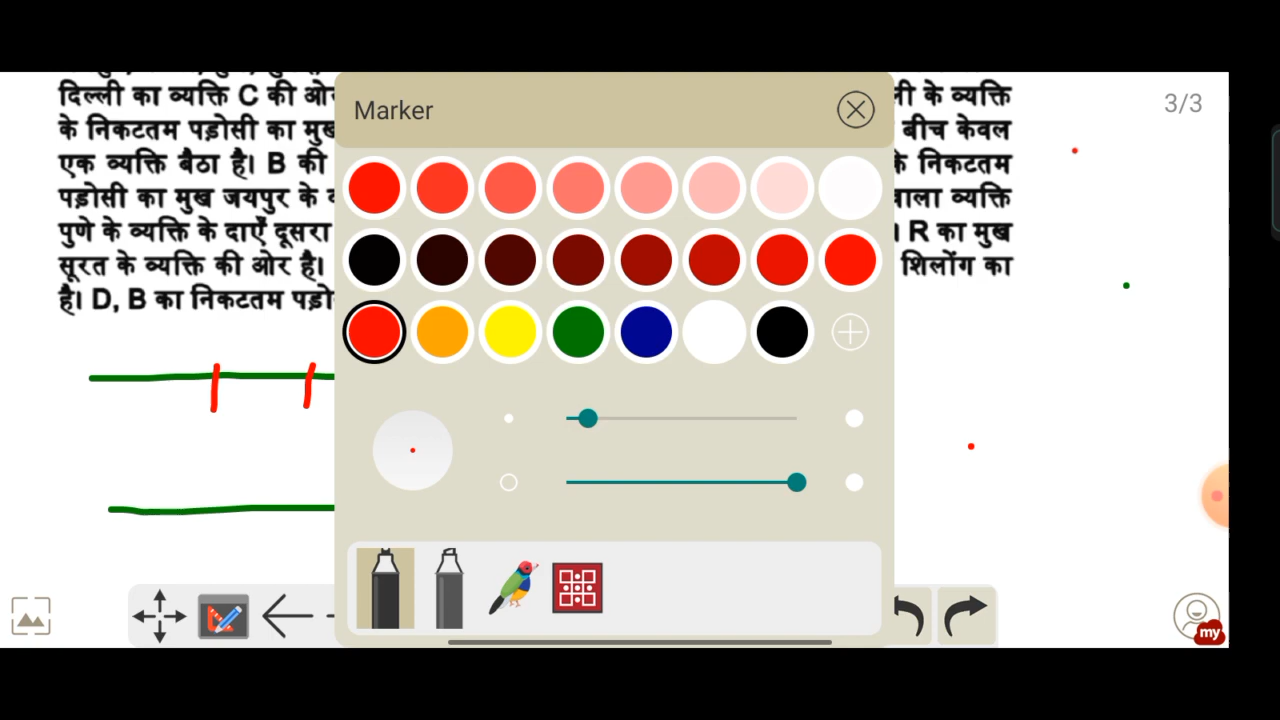 दिल्ली का व्यक्ति C की ओर
के व्यक्ति
के निकटतम पड़ोसी का मुख
बीच केवल
एक व्यक्ति बैठा है। B की
निकटतम
पड़ोसी का मुख जयपुर के
वाला व्यक्ति
पुणे के व्यक्ति के दाएँ दूसरा
। R का मुख
सूरत के व्यक्ति की ओर है।
शिलोंग का
है। D, B का निकटतम
Marker
3/3
my